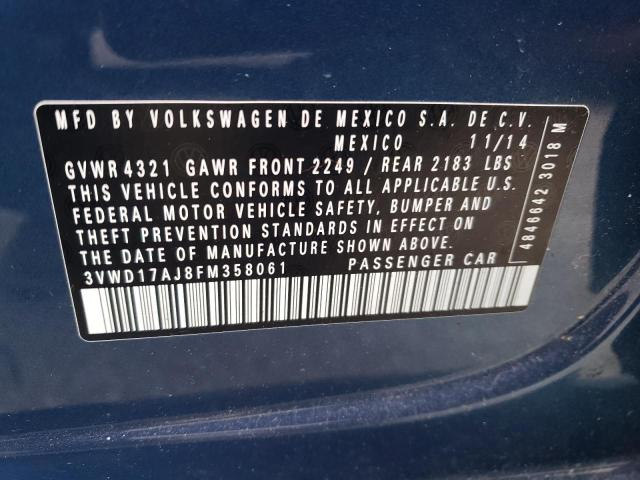 MFD BY VOLKSWAGEN DE MEXICO S.A. DE C.V.
MEXICO 11/14
GVWR 4321 GAWR FRONT 2249 / REAR 2183 LBS
THIS VEHICLE CONFORMS TO ALL APPLICABLE U.S.
FEDERAL MOTOR VEHICLE SAFETY, BUMPER AND
THEFT PREVENTION STANDARDS IN EFFECT ON
THE DATE OF MANUFACTURE SHOWN ABOVE.
3VWD17AJ8FM358061 PASSENGER CAR
4846642 3018 M